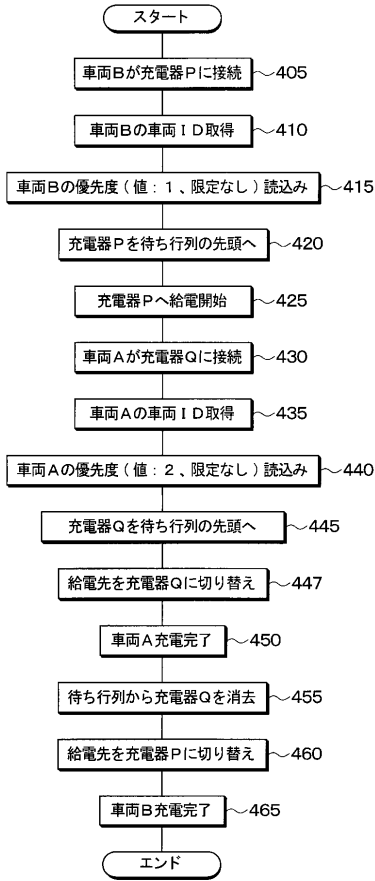 スタート
車両Bが充電器Pに接続 405
車両Bの車両ID取得 410
車両Bの優先度(値:1、限定なし)読込み 415
充電器Pを待ち行列の先頭へ 420
充電器Pへ給電開始 425
車両Aが充電器Qに接続 430
車両Aの車両ID取得 435
車両Aの優先度(値:2、限定なし)読込み 440
充電器Qを待ち行列の先頭へ 445
給電先を充電器Qに切り替え 447
車両A充電完了 450
待ち行列から充電器Qを消去 455
給電先を充電器Pに切り替え 460
車両B充電完了 465
エンド